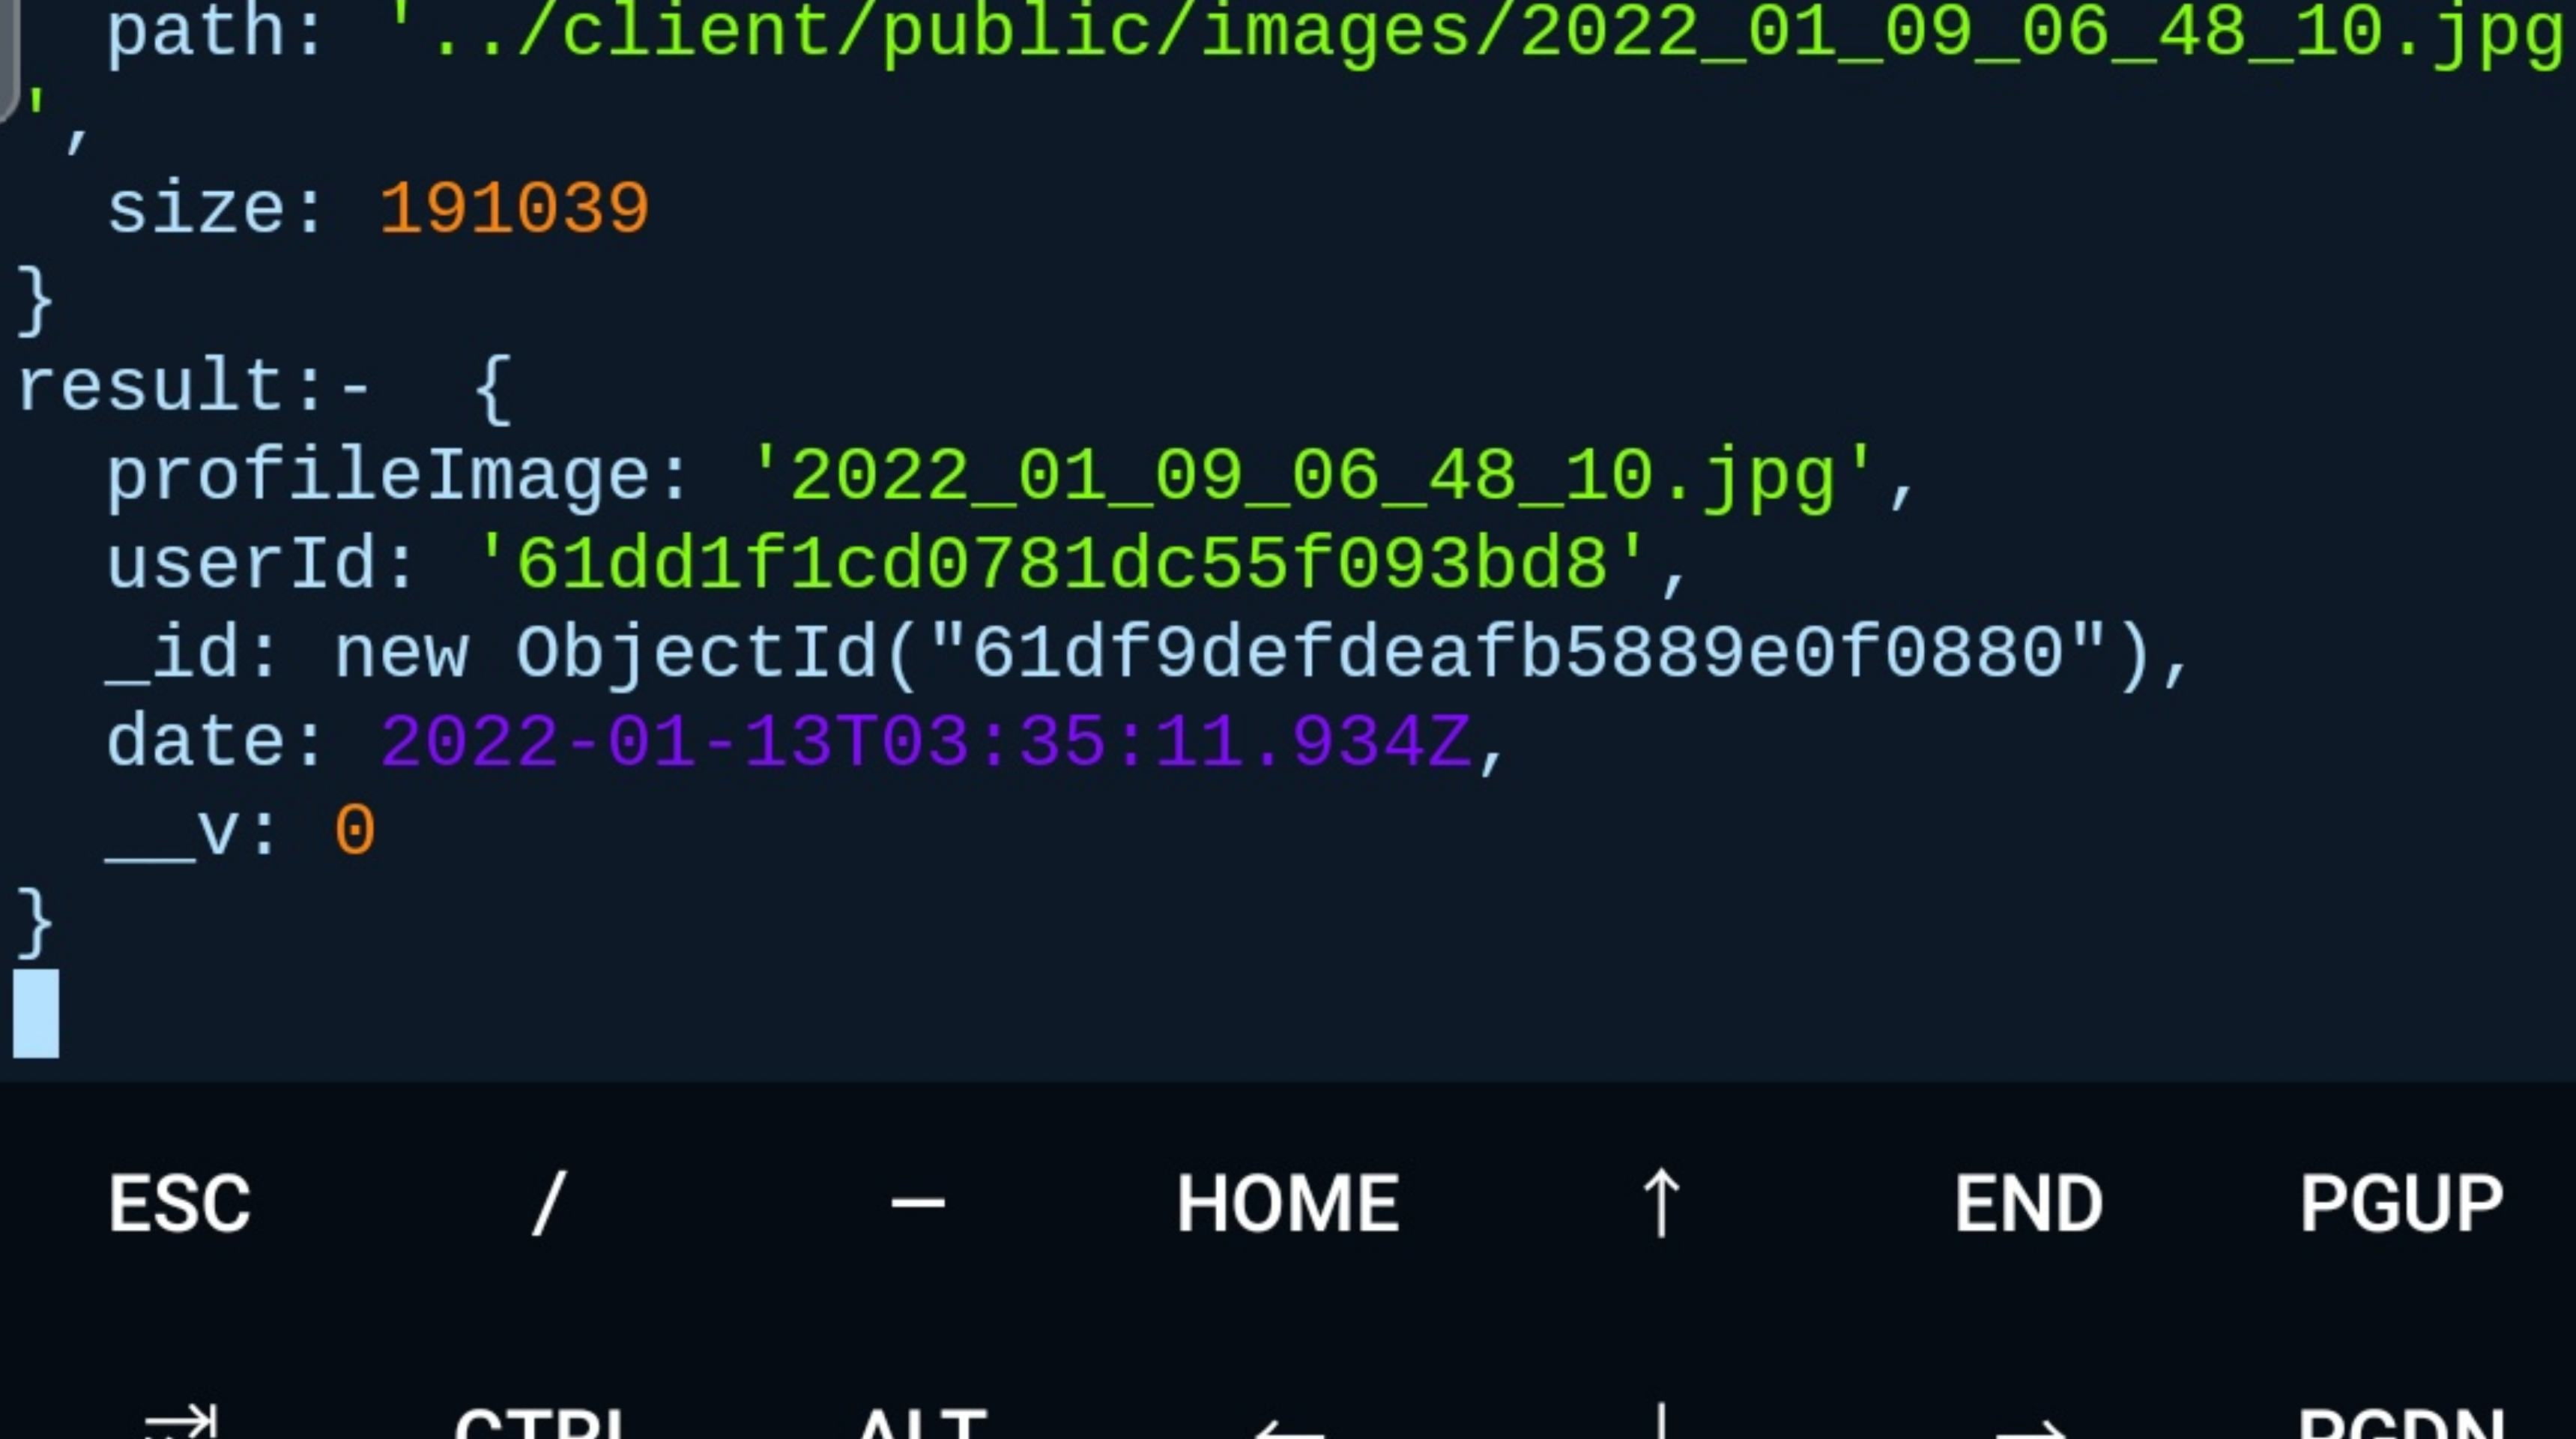 path: '../client/public/images/2022_01_09_06_48_10.jpg
',
size: 191039
}
result:-  {
profileImage: '2022_01_09_06_48_10.jpg',
userId: '61dd1f1cd0781dc55f093bd8',
_id: new ObjectId("61df9defdeafb5889e0f0880"),
date: 2022-01-13T03:35:11.934Z,
__v: 0
}
ESC / — HOME ↑ END PGUP
⇥ CTRL ALT ← ↓ → PGDN